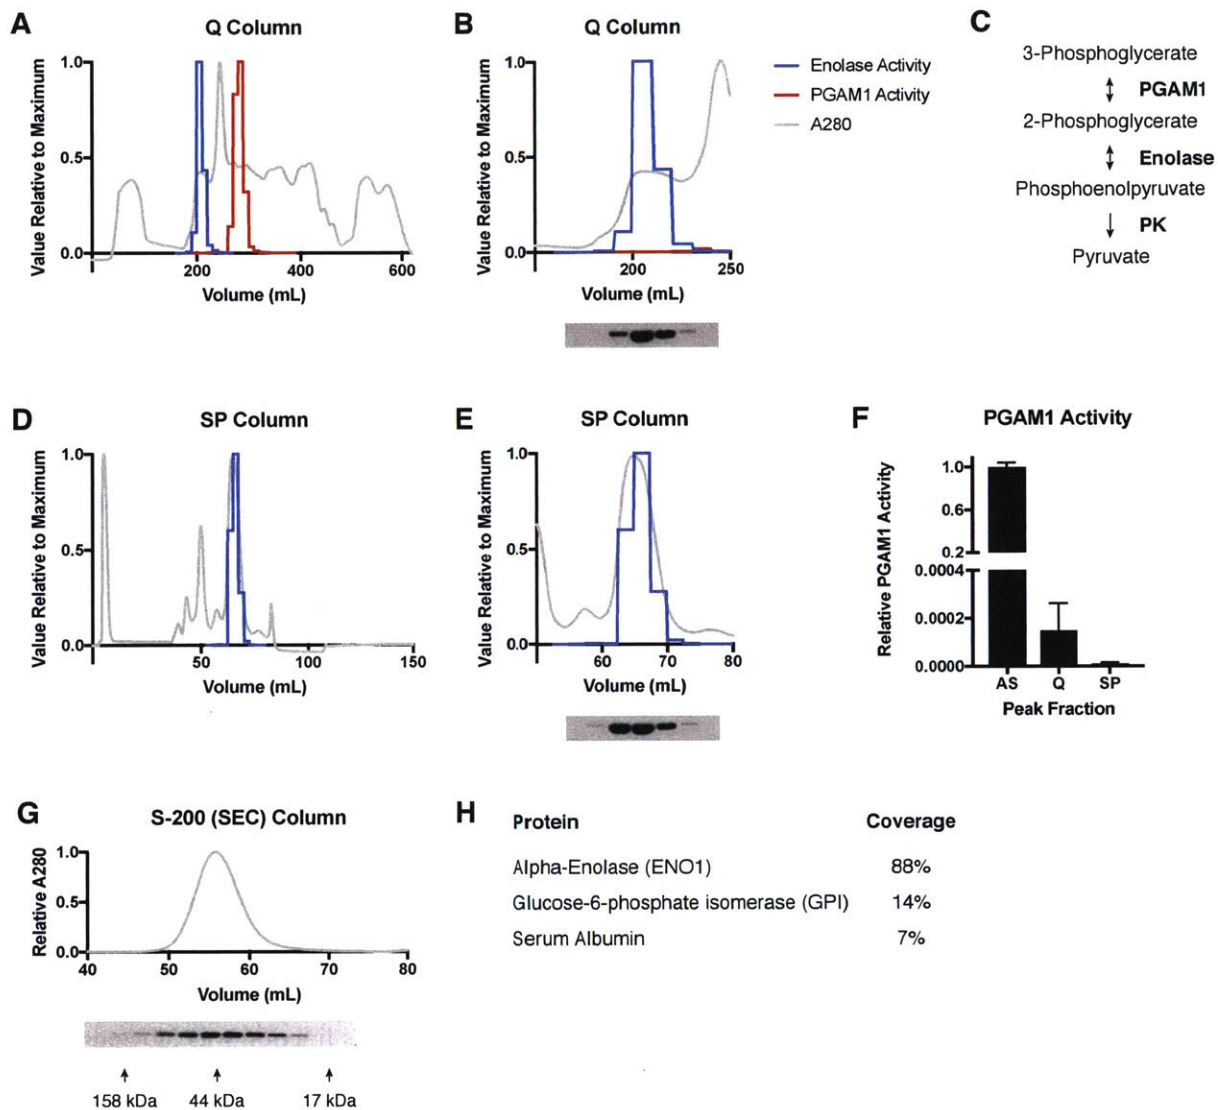 A
Q Column
Value Relative to Maximum
1.0
0.5
0.0
200
400
600
Volume (mL)
B
Q Column
Value Relative to Maximum
1.0
0.5
0.0
200
250
Volume (mL)
Enolase Activity
PGAM1 Activity
A280
C
3-Phosphoglycerate
PGAM1
2-Phosphoglycerate
Enolase
Phosphoenolpyruvate
PK
Pyruvate
D
SP Column
Value Relative to Maximum
1.0
0.5
0.0
50
100
150
Volume (mL)
E
SP Column
Value Relative to Maximum
1.0
0.5
0.0
60
70
80
Volume (mL)
F
PGAM1 Activity
Relative PGAM1 Activity
1.0
0.6
0.2
0.0004
0.0002
0.0000
AS
Q
SP
Peak Fraction
G
S-200 (SEC) Column
Relative A280
1.0
0.5
0.0
40
50
60
70
80
Volume (mL)
158 kDa
44 kDa
17 kDa
H
Protein Coverage
Alpha-Enolase (ENO1) 88%
Glucose-6-phosphate isomerase (GPI) 14%
Serum Albumin 7%